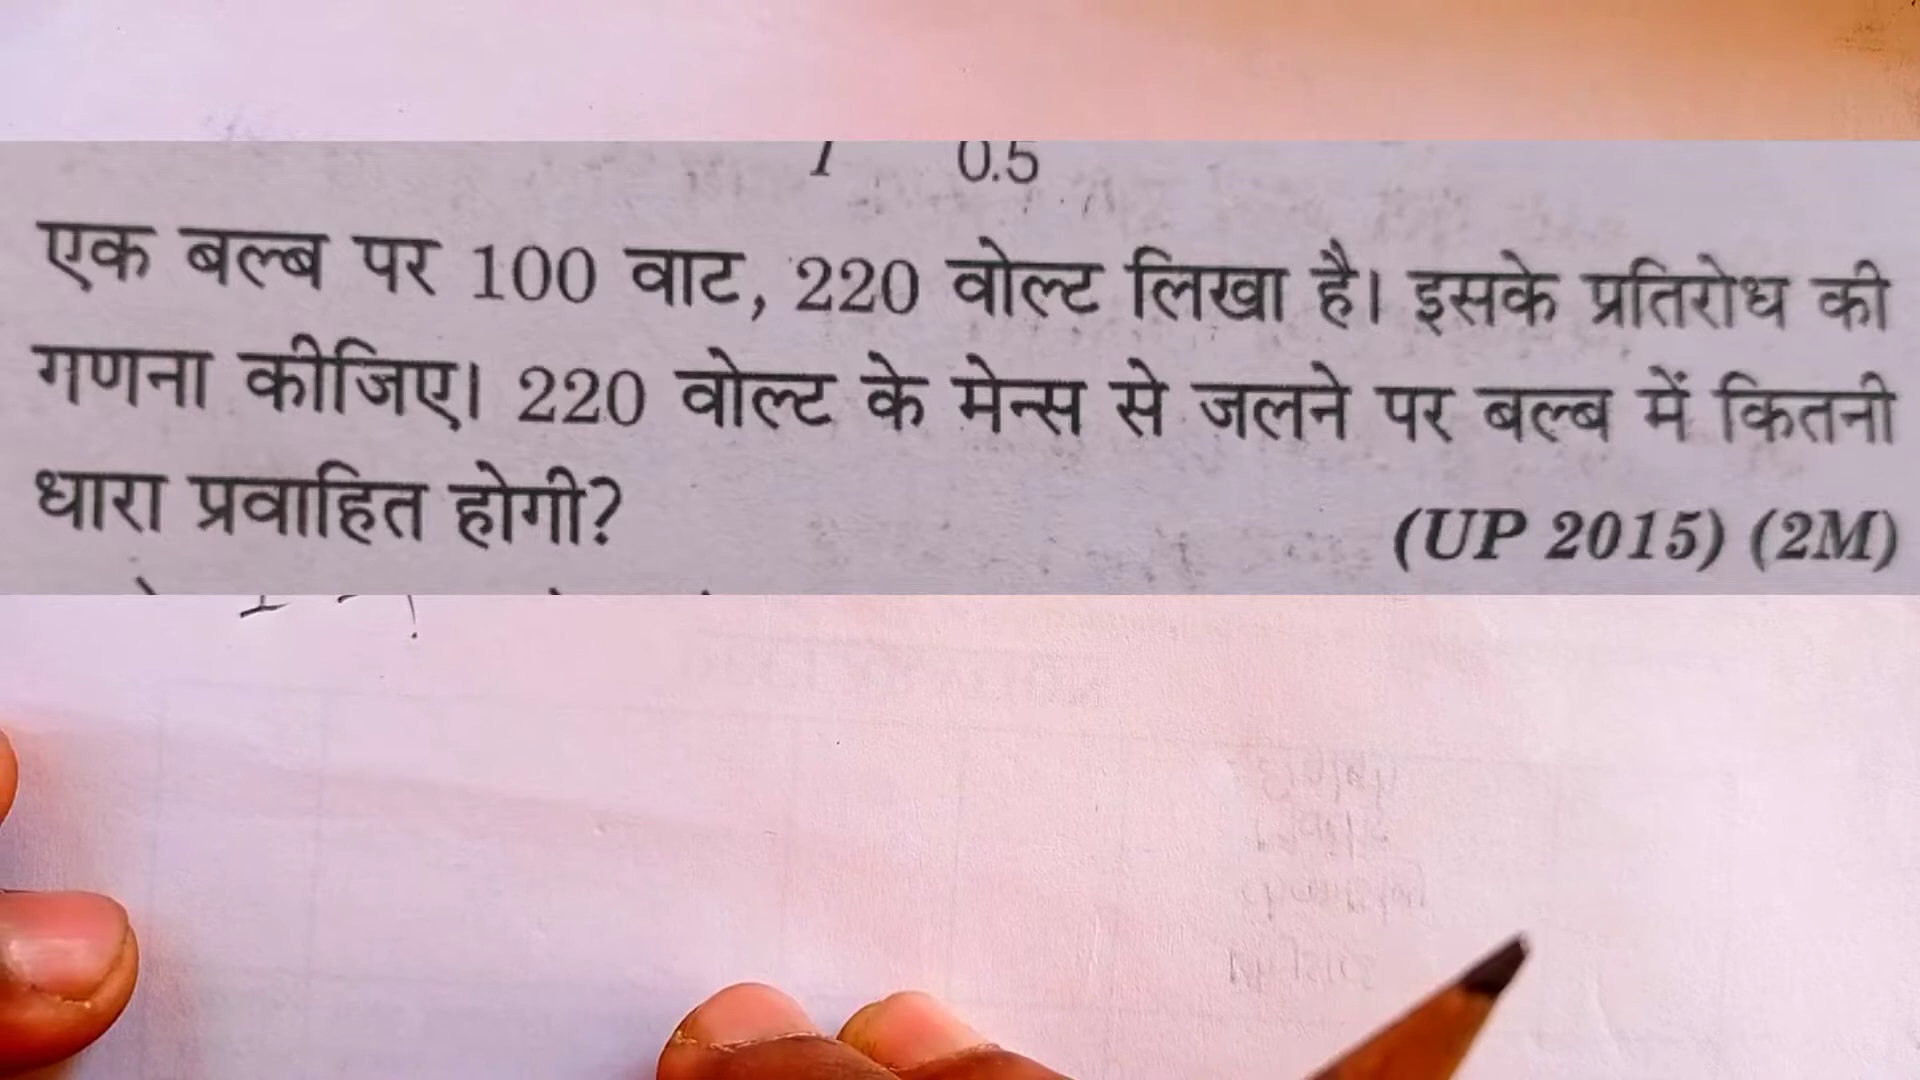 I 0.5
एक बल्ब पर 100 वाट, 220 वोल्ट लिखा है। इसके प्रतिरोध की
गणना कीजिए। 220 वोल्ट के मेन्स से जलने पर बल्ब में कितनी
धारा प्रवाहित होगी?
(UP 2015) (2M)